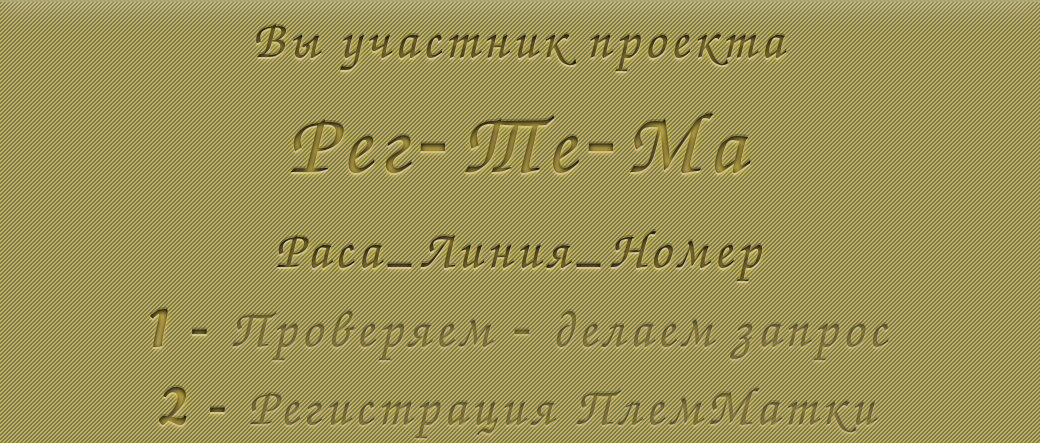 Вы участник проекта
Рег-Те-Ма
Раса_Линия_Номер
1 - Проверяем - делаем запрос
2 - Регистрация ПлемМатки